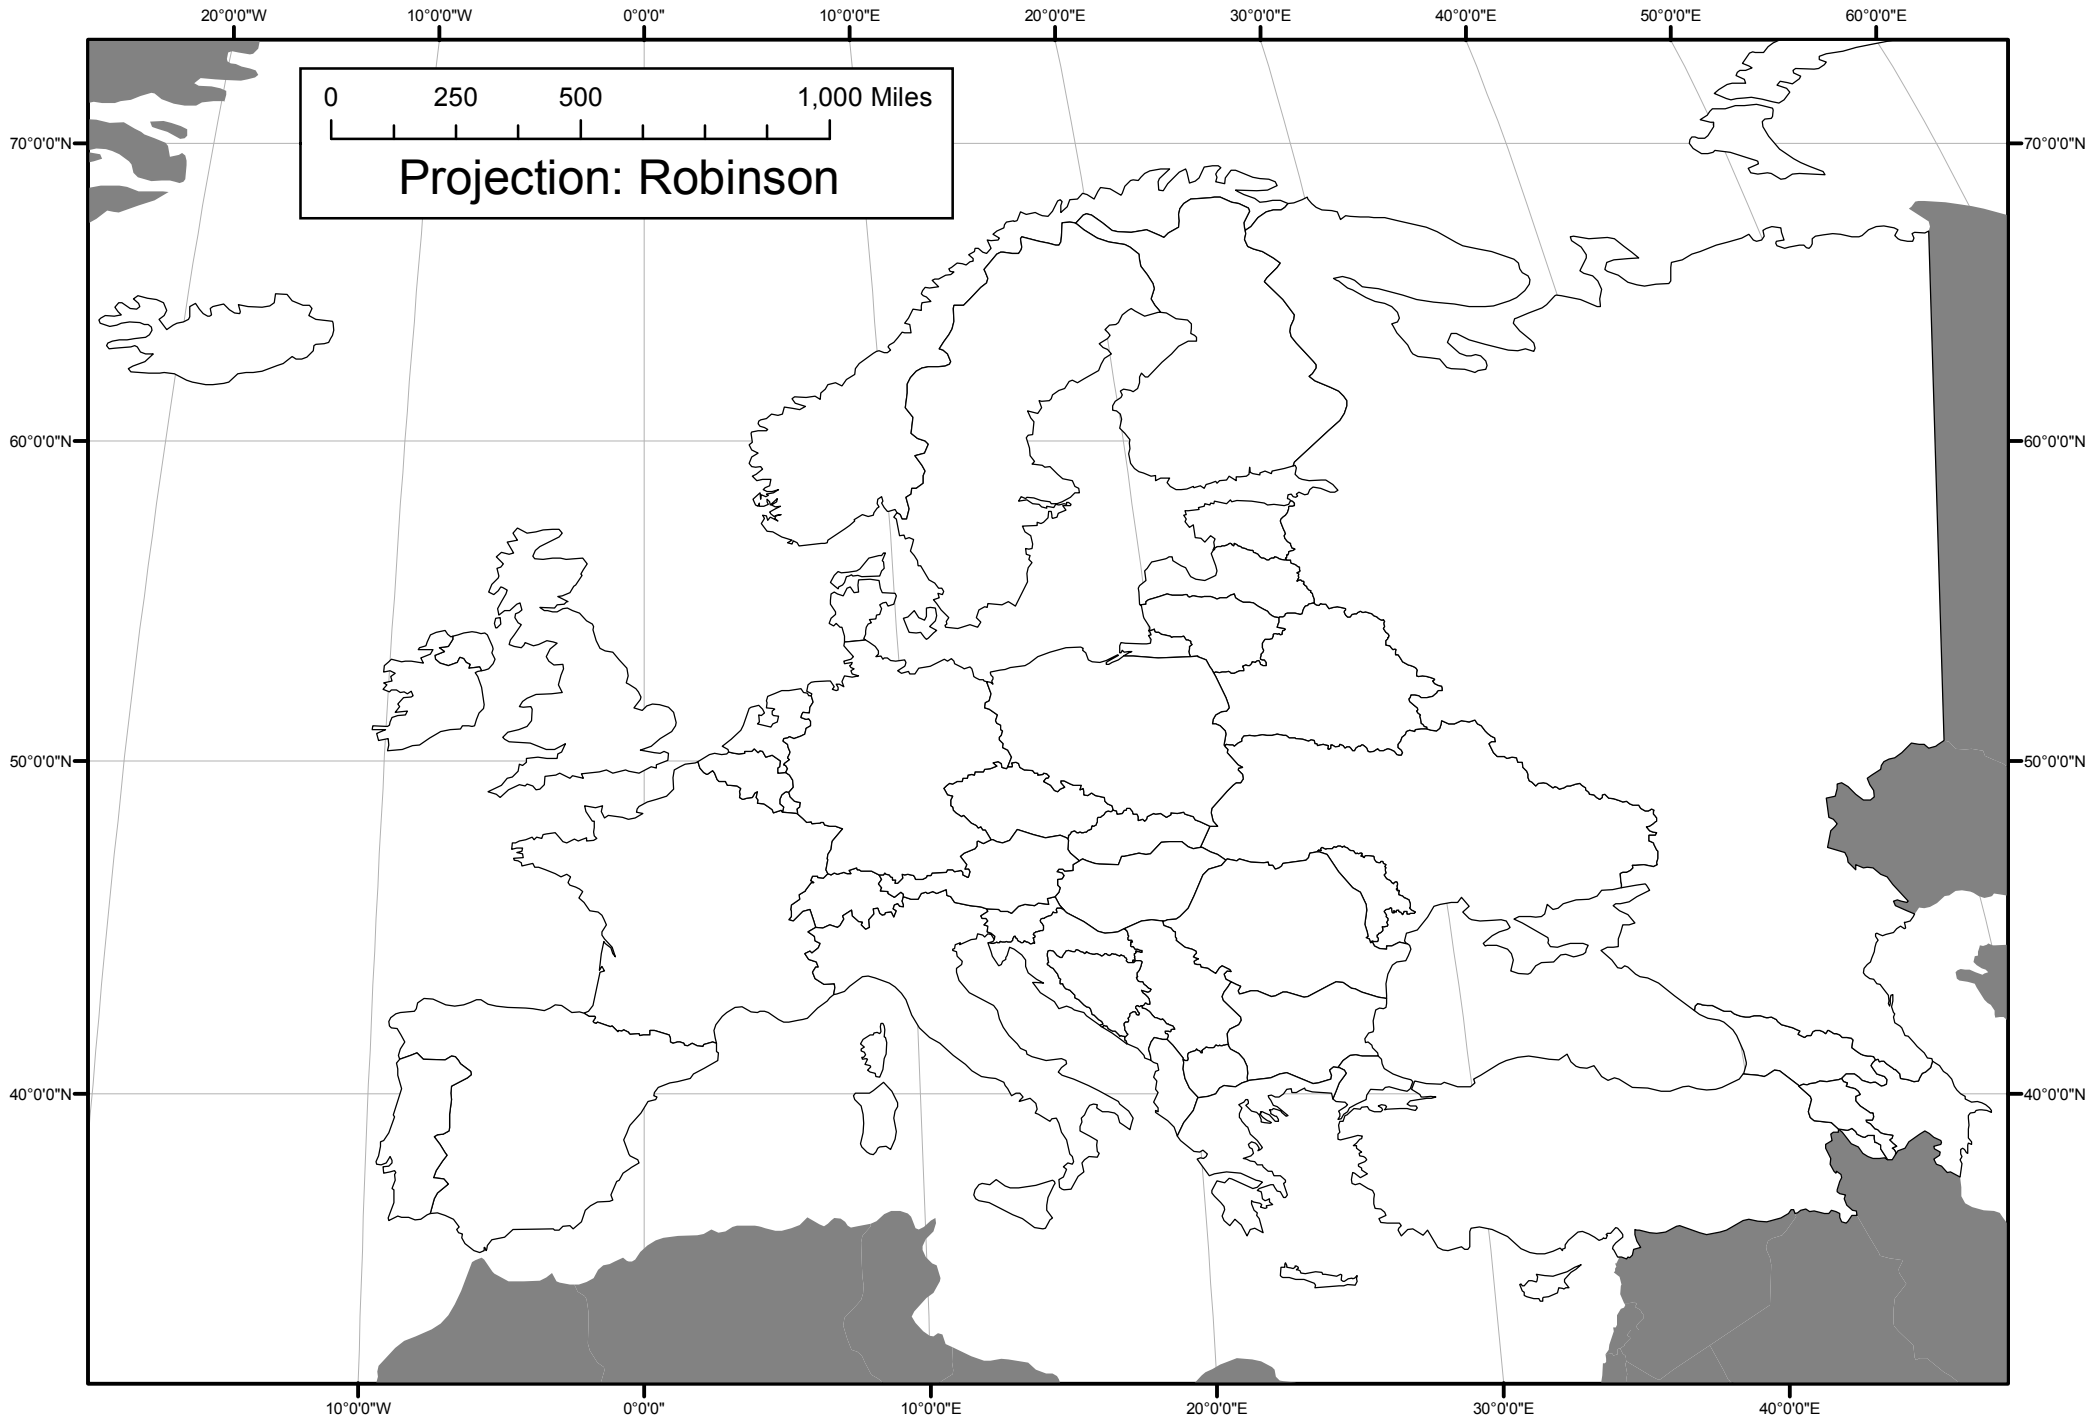 20°0'0"W 10°0'0"W 0°0'0" 10°0'0"E 20°0'0"E 30°0'0"E 40°0'0"E 50°0'0"E 60°0'0"E
0 250 500 1,000 Miles
Projection: Robinson
70°0'0"N 70°0'0"N
60°0'0"N 60°0'0"N
50°0'0"N 50°0'0"N
40°0'0"N 40°0'0"N
10°0'0"W 0°0'0" 10°0'0"E 20°0'0"E 30°0'0"E 40°0'0"E